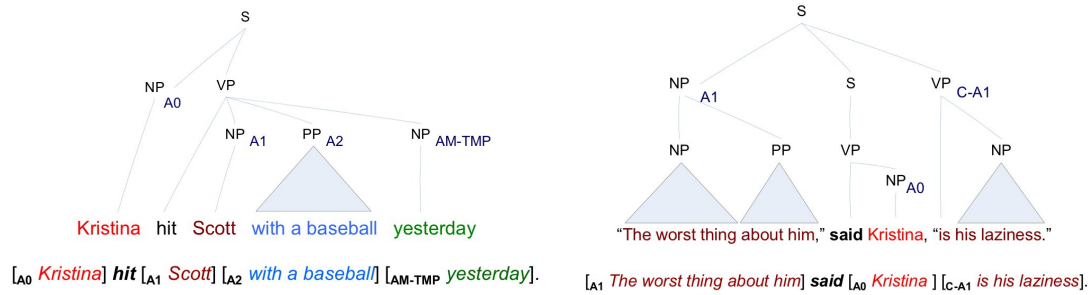 S
NP A0 VP
NP A1 PP A2 NP AM-TMP
Kristina hit Scott with a baseball yesterday
[A0 Kristina] hit [A1 Scott] [A2 with a baseball] [AM-TMP yesterday].
S
NP A1 S VP C-A1
NP PP VP NP
NP A0
“The worst thing about him,” said Kristina, “is his laziness.”
[A1 The worst thing about him] said [A0 Kristina ] [C-A1 is his laziness].